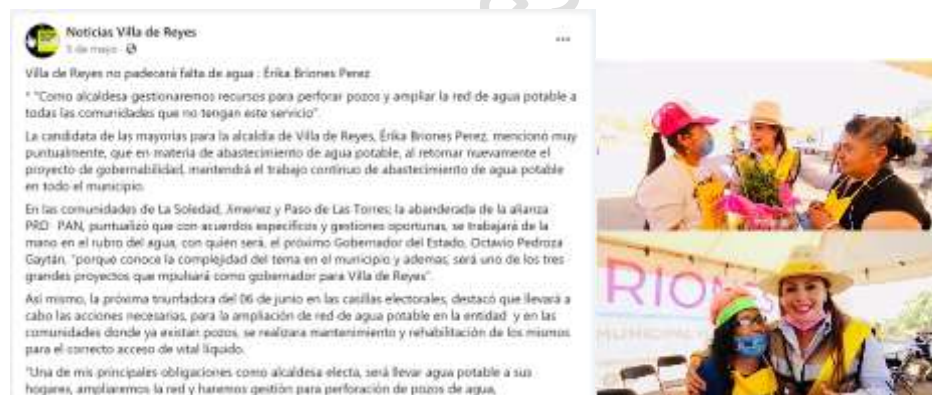 Noticias Villa de Reyes
5 de mayo ·
Villa de Reyes no padecerá falta de agua : Érika Briones Perez
* "Como alcaldesa gestionaremos recursos para perforar pozos y ampliar la red de agua potable a
todas las comunidades que no tengan este servicio".
La candidata de las mayorías para la alcaldía de Villa de Reyes, Érika Briones Perez, mencionó muy
puntualmente, que en materia de abastecimiento de agua potable, al retomar nuevamente el
proyecto de gobernabilidad, mantendrá el trabajo continuo de abastecimiento de agua potable
en todo el municipio.
En las comunidades de La Soledad, Jimenez y Paso de Las Torres; la abanderada de la alianza
PRD PAN, puntualizó que con acuerdos específicos y gestiones oportunas, se trabajará de la
mano en el rubro del agua, con quien será, el próximo Gobernador del Estado, Octavio Pedroza
Gaytán, "porque conoce la complejidad del tema en el municipio y ademas, será uno de los tres
grandes proyectos que mpulsará como gobernador para Villa de Reyes".
Así mismo, la próxima triunfadora del 06 de junio en las casillas electorales, destacó que llevará a
cabo las acciones necesarias, para la ampliación de red de agua potable en la entidad y en las
comunidades donde ya existan pozos, se realizara mantenimiento y rehabilitación de los mismos
para el correcto acceso de vital líquido.
"Una de mis principales obligaciones como alcaldesa electa, será llevar agua potable a sus
hogares, ampliaremos la red y haremos gestión para perforación de pozos de agua,
RIONES
MUNICIPAL